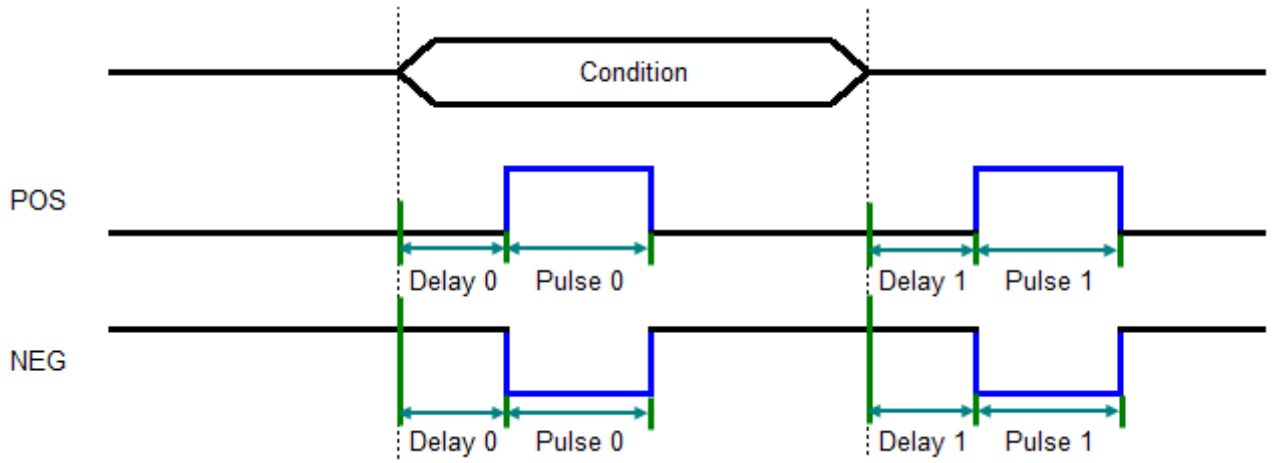 Condition
POS
Delay 0 Pulse 0 Delay 1 Pulse 1
NEG
Delay 0 Pulse 0 Delay 1 Pulse 1